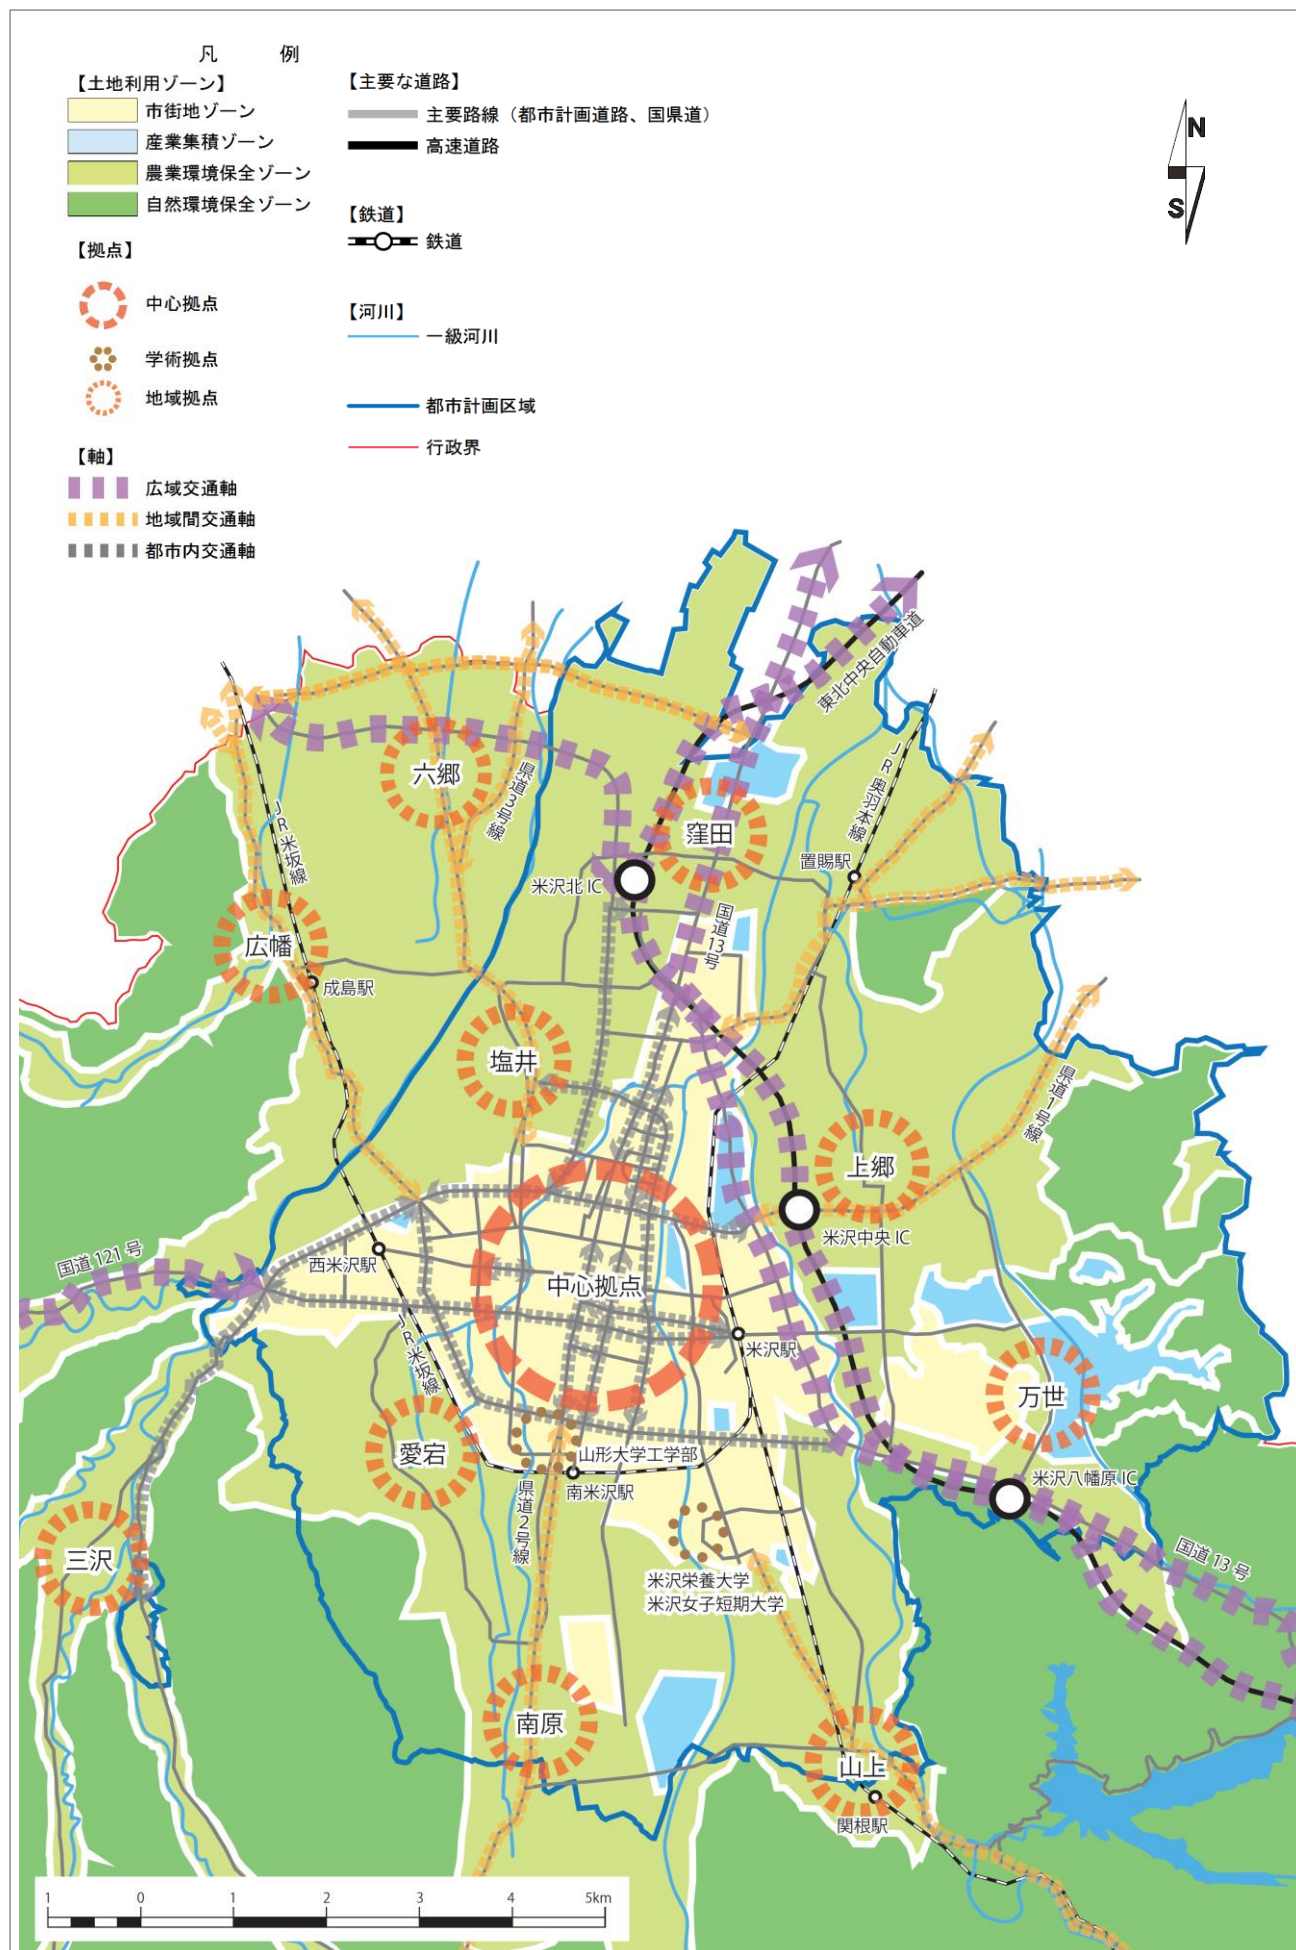 凡 例
【土地利用ゾーン】
市街地ゾーン
産業集積ゾーン
農業環境保全ゾーン
自然環境保全ゾーン
【拠点】
中心拠点
学術拠点
地域拠点
【軸】
広域交通軸
地域間交通軸
都市内交通軸
【主要な道路】
主要路線（都市計画道路、国県道）
高速道路
【鉄道】
鉄道
【河川】
一級河川
都市計画区域
行政界
N
S
東北中央自動車道
六郷
県道3号線
JR米坂線
窪田
JR奥羽本線
置賜駅
米沢北 IC
国道13号
広幡
成島駅
塩井
県道1号線
上郷
米沢中央 IC
国道 121 号
西米沢駅
中心拠点
米沢駅
JR米坂線
万世
愛宕
山形大学工学部
南米沢駅
県道2号線
米沢八幡原 IC
国道 13 号
三沢
米沢栄養大学
米沢女子短期大学
南原
山上
関根駅
1 0 1 2 3 4 5km